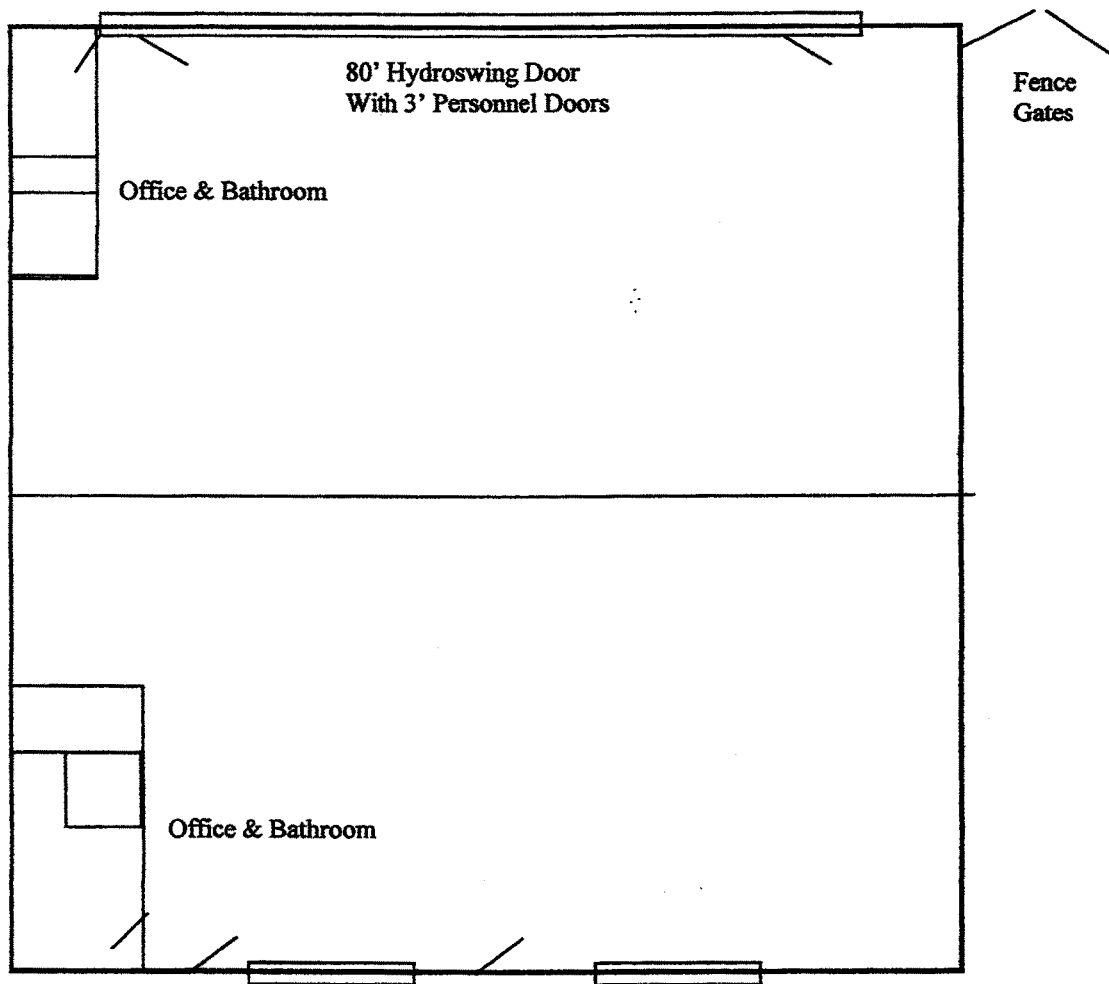 80' Hydroswing Door
With 3' Personnel Doors
Fence
Gates
Office & Bathroom
Office & Bathroom